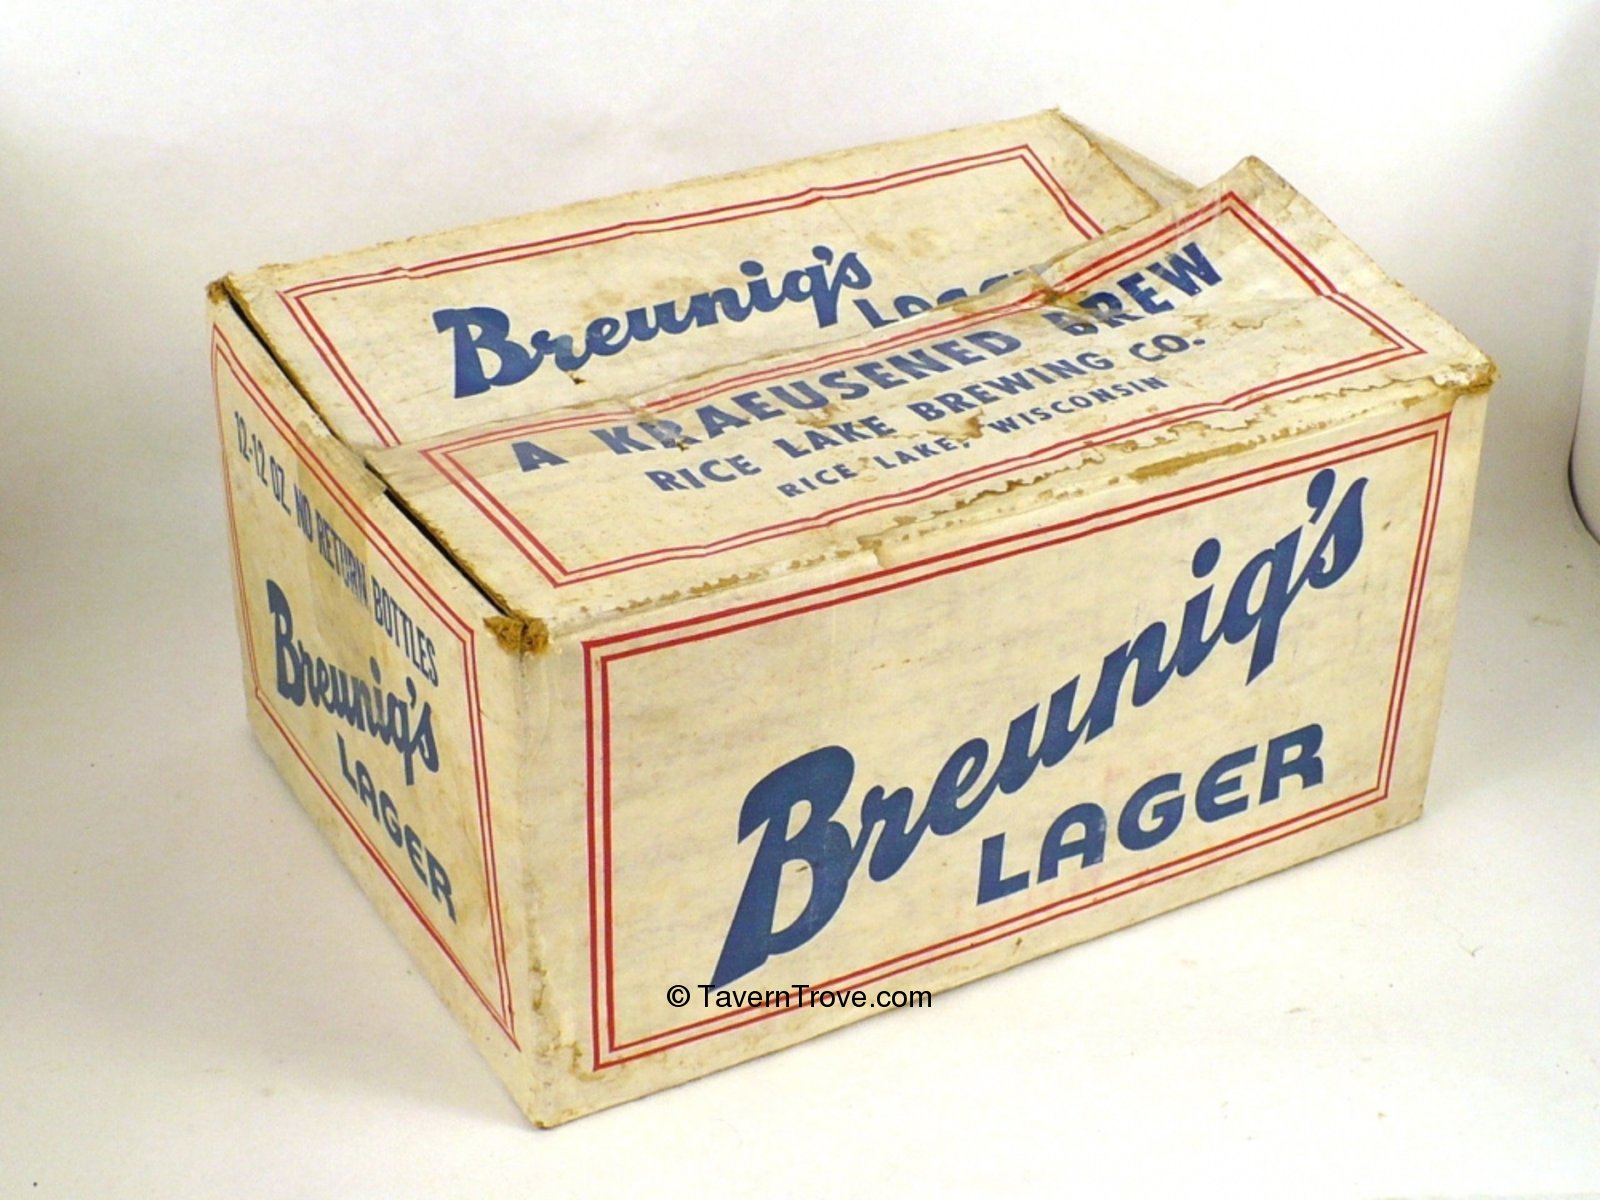 Breunig's
LAGER
A KRAEUSENED BREW
RICE LAKE BREWING CO.
RICE LAKE, WISCONSIN
12-12 OZ. NO RETURN BOTTLES
Breunig's
LAGER
Breunig's
LAGER
© TavernTrove.com